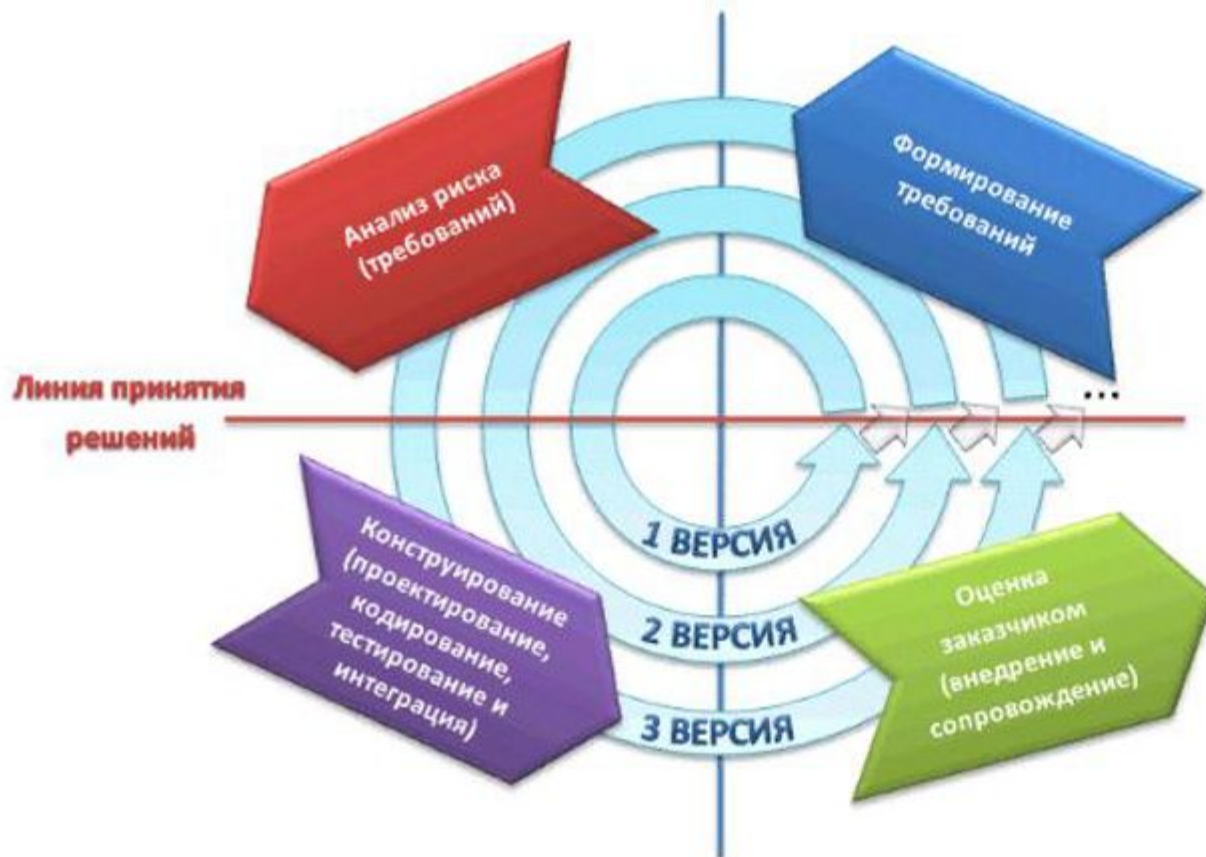 Анализ риска
(требований)
Формирование
требований
Линия принятия
решений
...
Конструирование
(проектирование,
кодирование,
тестирование и
интеграция)
1 ВЕРСИЯ
2 ВЕРСИЯ
3 ВЕРСИЯ
Оценка
заказчиком
(внедрение и
сопровождение)